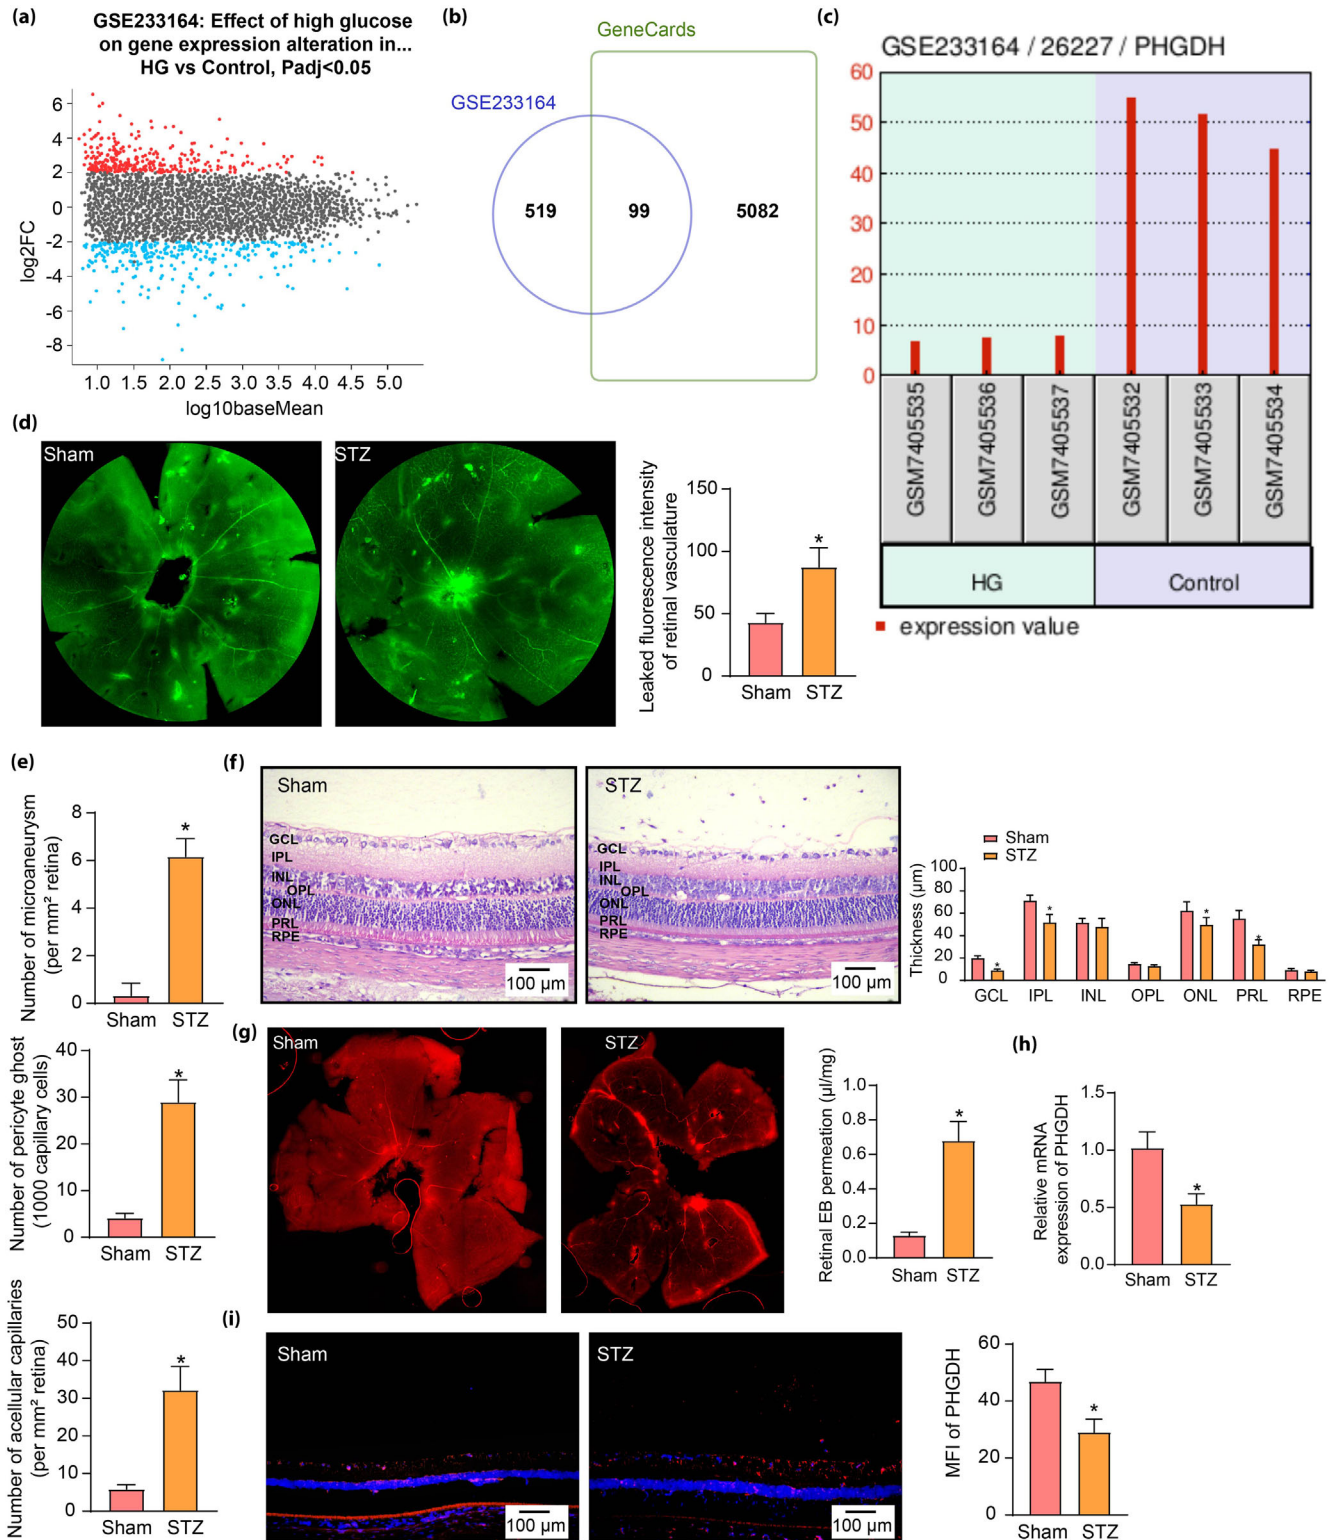 (a)
GSE233164: Effect of high glucose
on gene expression alteration in...
HG vs Control, Padj<0.05
log2FC
6
4
2
0
-2
-4
-6
-8
1.0 1.5 2.0 2.5 3.0 3.5 4.0 4.5 5.0
log10baseMean
(b)
GeneCards
GSE233164
519 99 5082
(c)
GSE233164 / 26227 / PHGDH
60
50
40
30
20
10
0
GSM7405535
GSM7405536
GSM7405537
GSM7405532
GSM7405533
GSM7405534
HG Control
expression value
(d)
Sham STZ
Leaked fluorescence intensity
of retinal vasculature
150
100
50
0
*
Sham STZ
(e)
Number of microaneurysm
(per mm² retina)
8
6
4
2
0
*
Sham STZ
Number of pericyte ghost
(1000 capillary cells)
40
30
20
10
0
*
Sham STZ
Number of acellular capillaries
(per mm² retina)
50
40
30
20
10
0
*
Sham STZ
(f)
Sham
GCL
IPL
INL
OPL
ONL
PRL
RPE
100 µm
STZ
GCL
IPL
INL
OPL
ONL
PRL
RPE
100 µm
Sham
STZ
Thickness (µm)
100
80
60
40
20
0
* * * *
GCL IPL INL OPL ONL PRL RPE
(g)
Sham STZ
Retinal EB permeation (µl/mg)
1.0
0.8
0.6
0.4
0.2
0.0
*
Sham STZ
(h)
Relative mRNA
expression of PHGDH
1.5
1.0
0.5
0.0
*
Sham STZ
(i)
Sham
100 µm
STZ
100 µm
MFI of PHGDH
60
40
20
0
*
Sham STZ